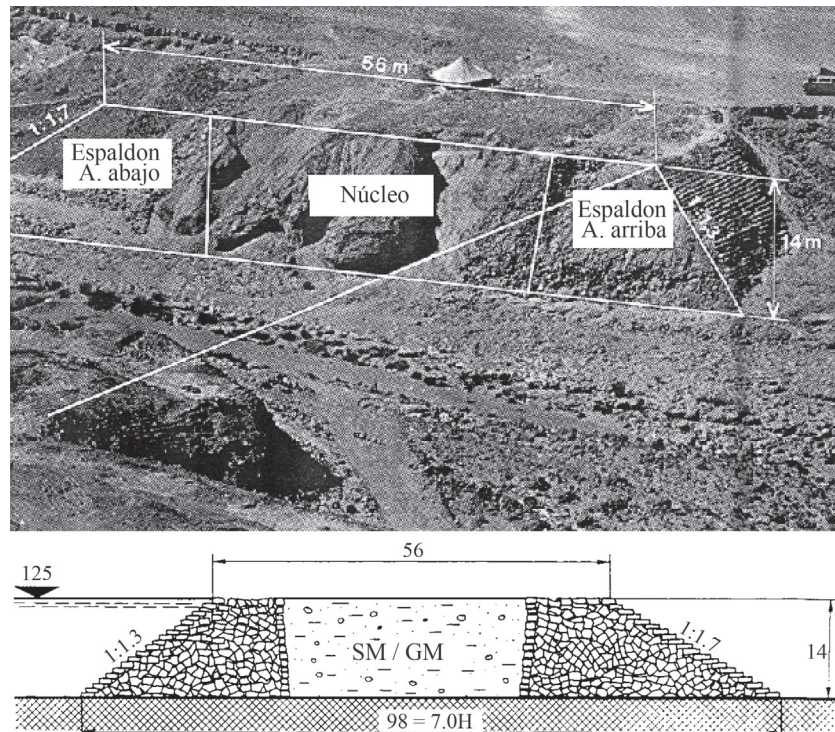 56 m
1:1,7
Espaldon
A. abajo
Núcleo
Espaldon
A. arriba
14 m
56
125
1:1.3
SM / GM
1:1.7
14
98 = 7.0H